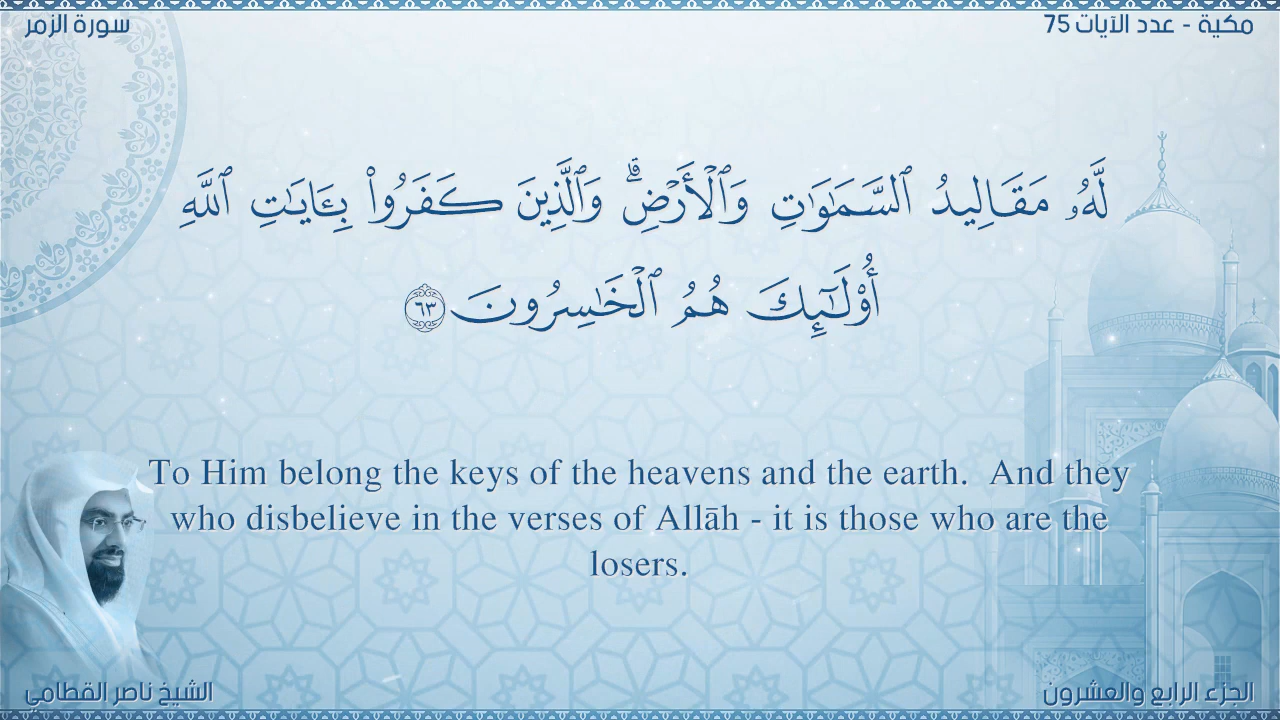 مكية - عدد الآيات 75
سورة الزمر
لَّهُۥ مَقَالِيدُ ٱلسَّمَٰوَٰتِ وَٱلْأَرْضِ ۗ وَٱلَّذِينَ كَفَرُوا۟ بِـَٔايَٰتِ ٱللَّهِ
أُو۟لَٰٓئِكَ هُمُ ٱلْخَٰسِرُونَ ٦٣
To Him belong the keys of the heavens and the earth.  And they
who disbelieve in the verses of Allāh - it is those who are the
losers.
الجزء الرابع والعشرون
الشيخ ناصر القطامي